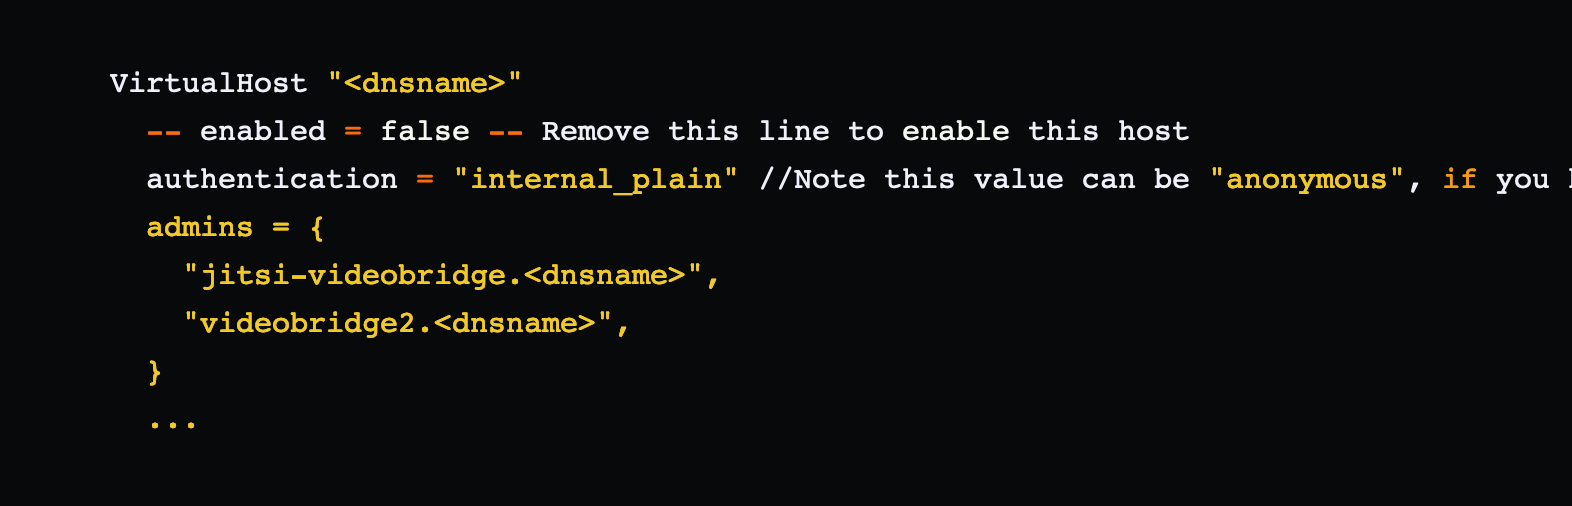 VirtualHost "<dnsname>"
-- enabled = false -- Remove this line to enable this host
authentication = "internal_plain" //Note this value can be "anonymous", if you
admins = {
"jitsi-videobridge.<dnsname>",
"videobridge2.<dnsname>",
}
...